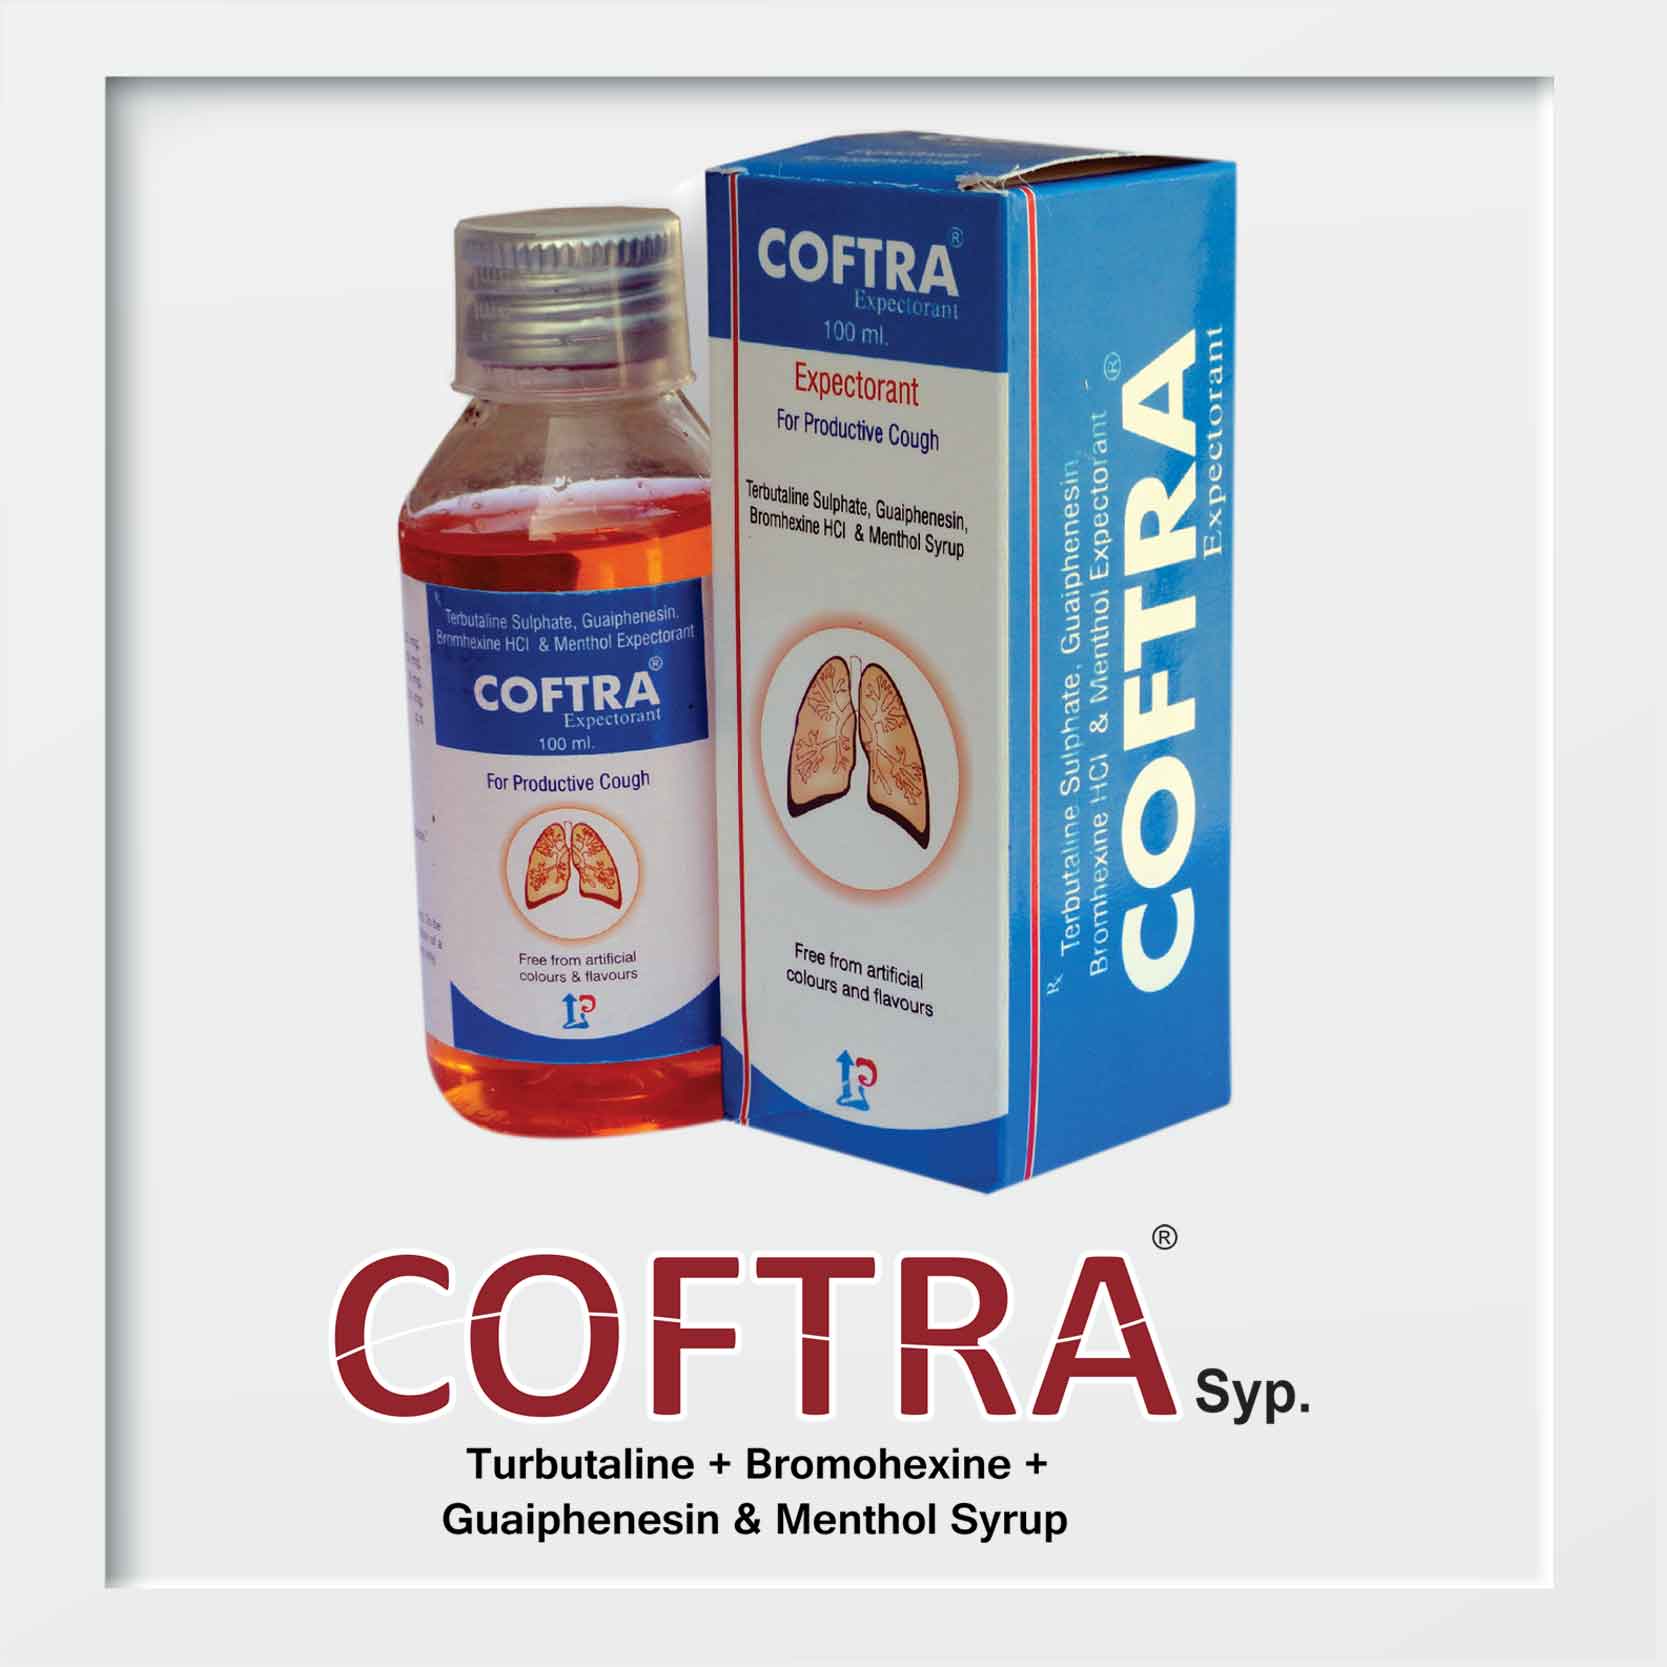 COFTRA®
Expectorant
100 ml.
Expectorant
For Productive Cough
Terbutaline Sulphate, Guaiphenesin,
Bromhexine HCl & Menthol Syrup
Free from artificial
colours and flavours
℞ Terbutaline Sulphate, Guaiphenesin,
Bromhexine HCl & Menthol Expectorant
COFTRA®
Expectorant
℞
Terbutaline Sulphate, Guaiphenesin,
Bromhexine HCl & Menthol Expectorant
COFTRA®
Expectorant
100 ml.
For Productive Cough
Free from artificial
colours & flavours
COFTRA®
Syp.
Turbutaline + Bromohexine +
Guaiphenesin & Menthol Syrup